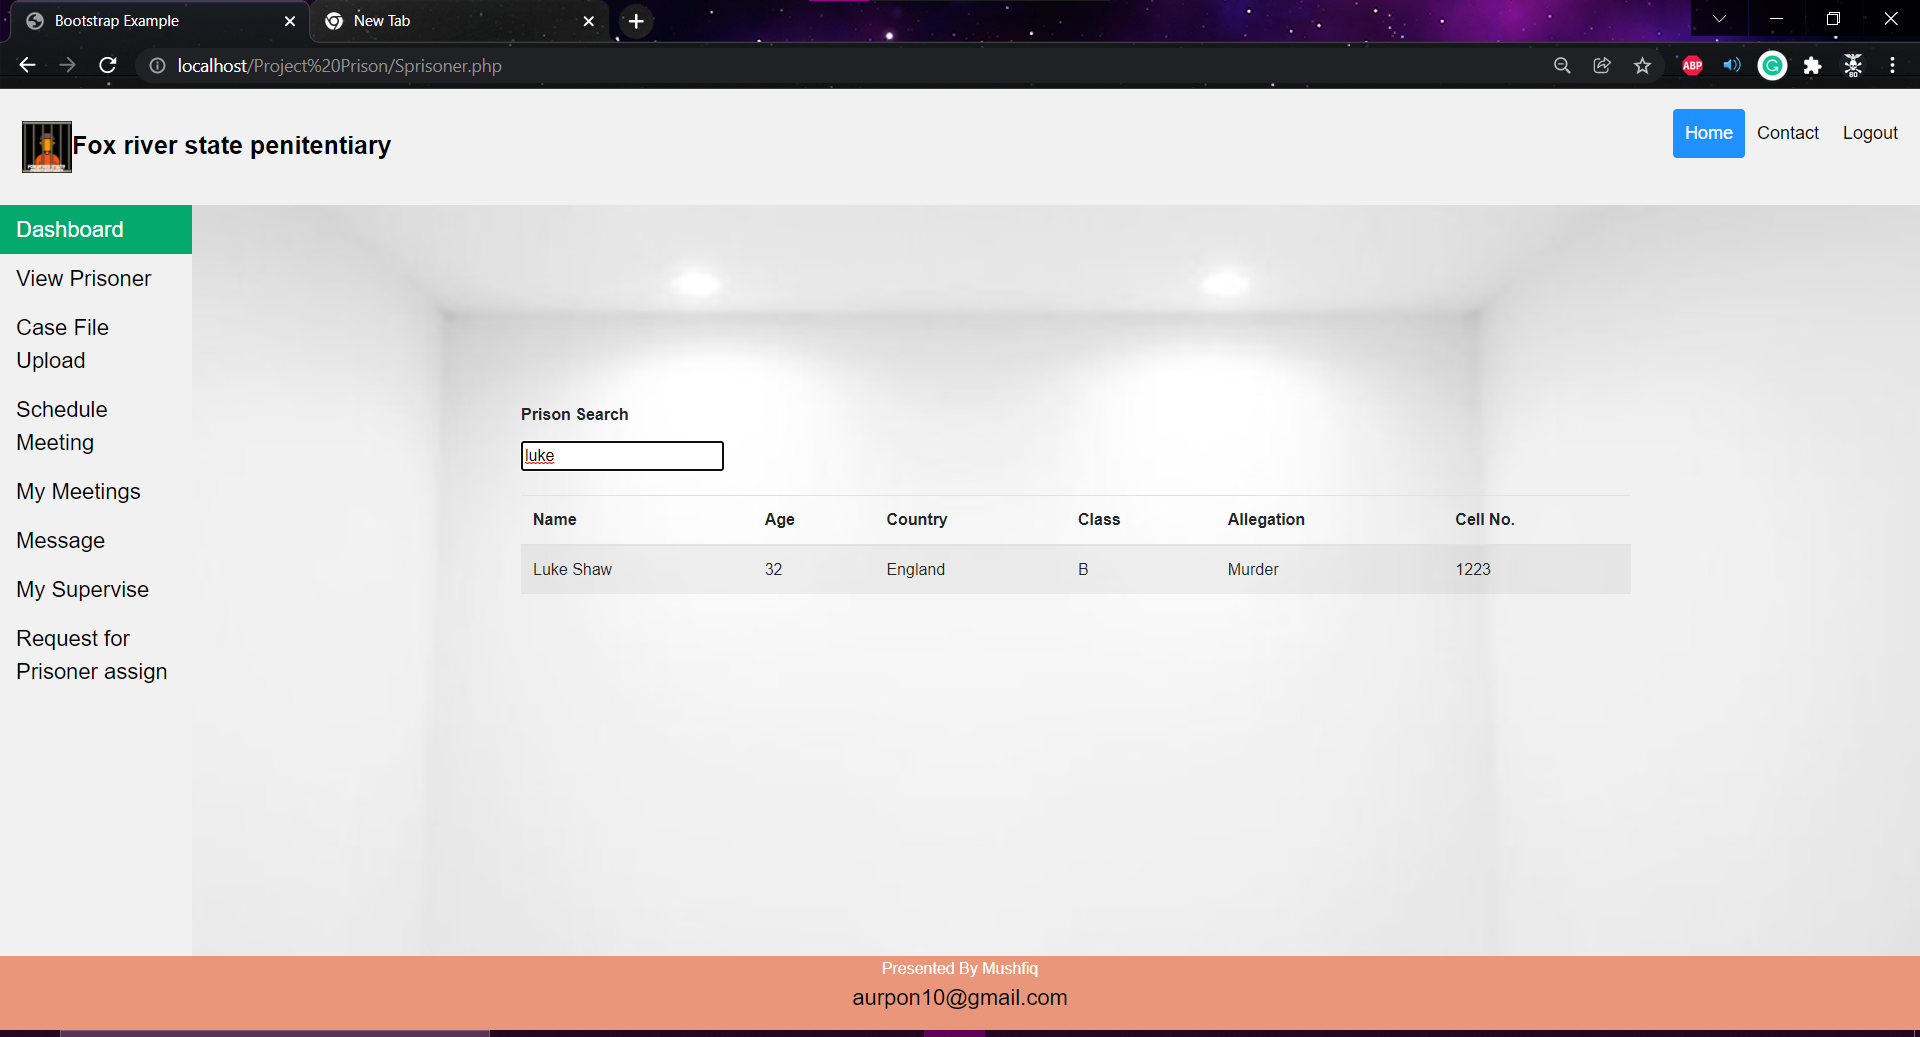 Bootstrap Example
New Tab
localhost/Project%20Prison/Sprisoner.php
ABP
80
Fox river state penitentiary
Home
Contact
Logout
Dashboard
View Prisoner
Case File
Upload
Schedule
Meeting
My Meetings
Message
My Supervise
Request for
Prisoner assign
Prison Search
luke
Name Age Country Class Allegation Cell No.
Luke Shaw 32 England B Murder 1223
Presented By Mushfiq
aurpon10@gmail.com